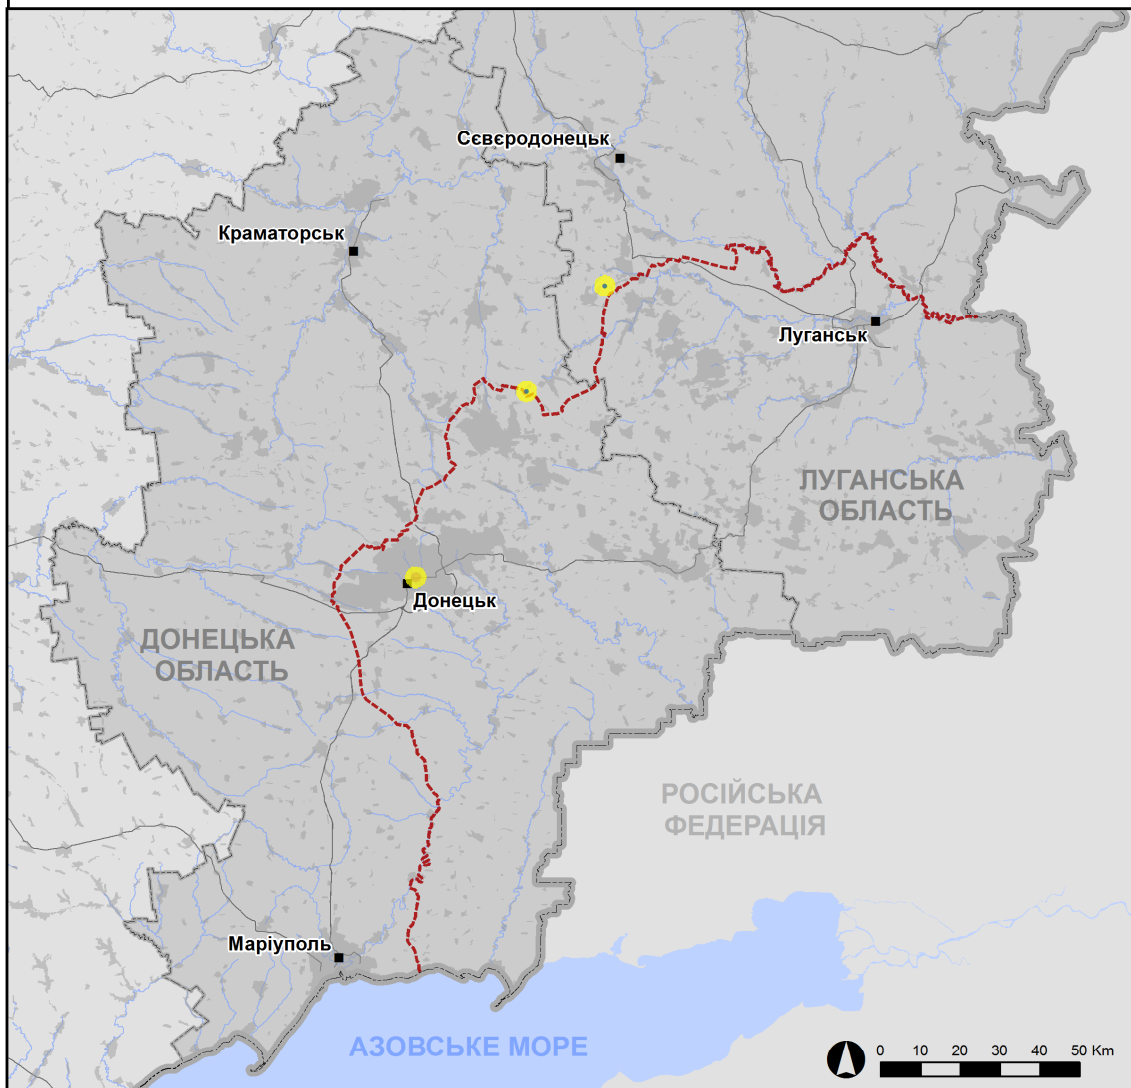 Сєвєродонецьк
Краматорськ
Луганськ
ЛУГАНСЬКА
ОБЛАСТЬ
Донецьк
ДОНЕЦЬКА
ОБЛАСТЬ
РОСІЙСЬКА
ФЕДЕРАЦІЯ
Маріуполь
АЗОВСЬКЕ МОРЕ
0 10 20 30 40 50 Km